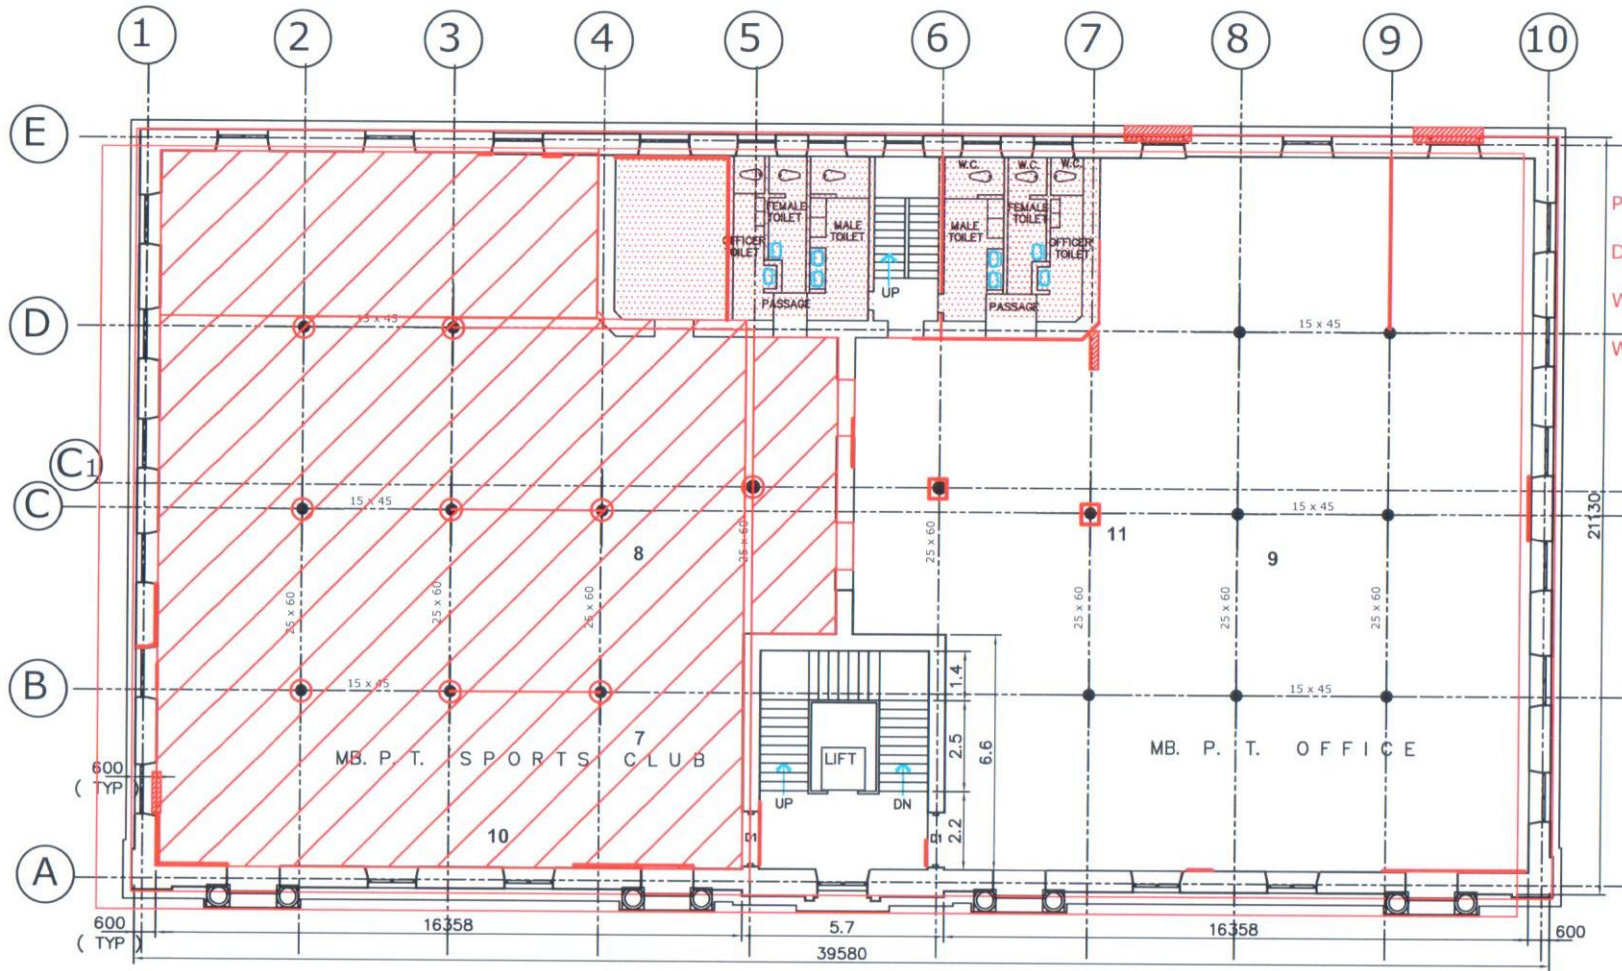 1 2 3 4 5 6 7 8 9 10
E
W.C. W.C. W.C.
FEMALE TOILET
MALE TOILET
OFFICER TOILET
MALE TOILET
FEMALE TOILET
OFFICER TOILET
UP
PASSAGE
PASSAGE
P
D
W
W
D
15 x 45
15 x 45
C1
C
15 x 45
15 x 45
21130
8
11
9
25 x 60
25 x 60
25 x 60
25 x 60
25 x 60
25 x 60
25 x 60
25 x 60
B
15 x 45
15 x 45
1.4
2.5
6.6
2.2
7
MB. P. T. SPORTS CLUB
LIFT
MB. P. T. OFFICE
600
( TYP )
UP
DN
10
D1
D1
A
600
( TYP )
16358
5.7
16358
600
39580